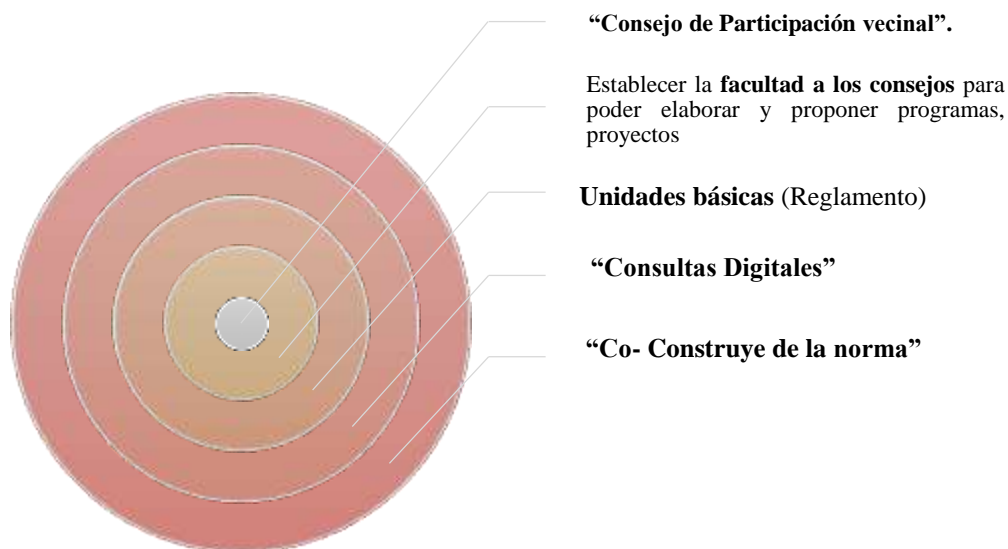 “Consejo de Participación vecinal”.
Establecer la facultad a los consejos para
poder elaborar y proponer programas,
proyectos
Unidades básicas (Reglamento)
“Consultas Digitales”
“Co- Construye de la norma”